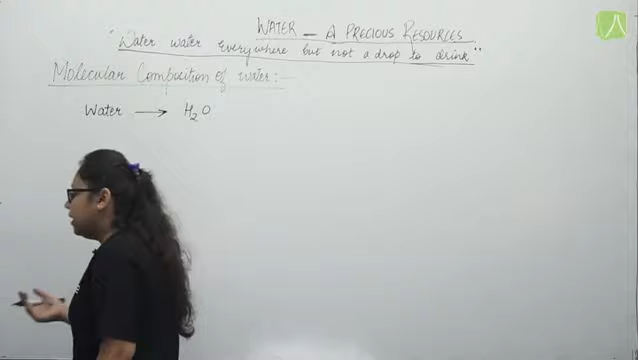 WATER — A PRECIOUS RESOURCES
"Water water everywhere but not a drop to drink"
Molecular Composition of water:—
Water → H₂O